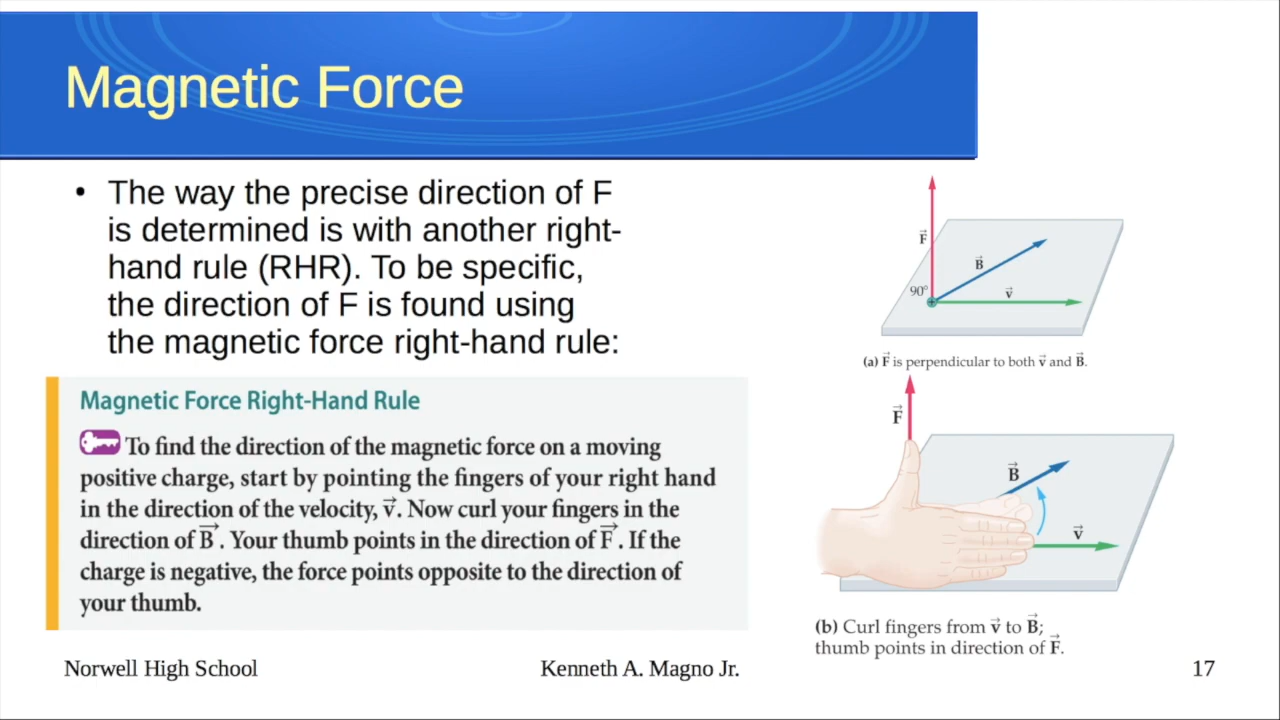 Magnetic Force
• The way the precise direction of F
is determined is with another right-
hand rule (RHR). To be specific,
the direction of F is found using
the magnetic force right-hand rule:
Magnetic Force Right-Hand Rule
To find the direction of the magnetic force on a moving
positive charge, start by pointing the fingers of your right hand
in the direction of the velocity, v⃗. Now curl your fingers in the
direction of B⃗. Your thumb points in the direction of F⃗. If the
charge is negative, the force points opposite to the direction of
your thumb.
F⃗
B⃗
90°
v⃗
(a) F⃗ is perpendicular to both v⃗ and B⃗.
F⃗
B⃗
v⃗
(b) Curl fingers from v⃗ to B⃗;
thumb points in direction of F⃗.
Norwell High School
Kenneth A. Magno Jr.
17